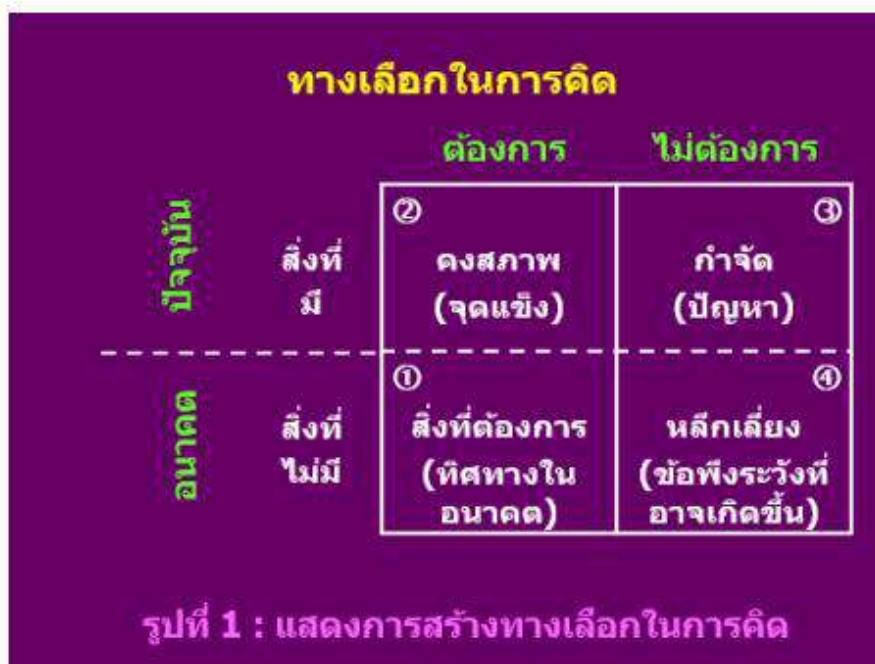 ทางเลือกในการคิด
ต้องการ ไม่ต้องการ
② ③
ปัจจุบัน สิ่งที่ คงสภาพ กำจัด
มี (จุดแข็ง) (ปัญหา)
① ④
อนาคต สิ่งที่ สิ่งที่ต้องการ หลีกเลี่ยง
ไม่มี (ทิศทางใน (ข้อพึงระวังที่
อนาคต) อาจเกิดขึ้น)
รูปที่ 1 : แสดงการสร้างทางเลือกในการคิด